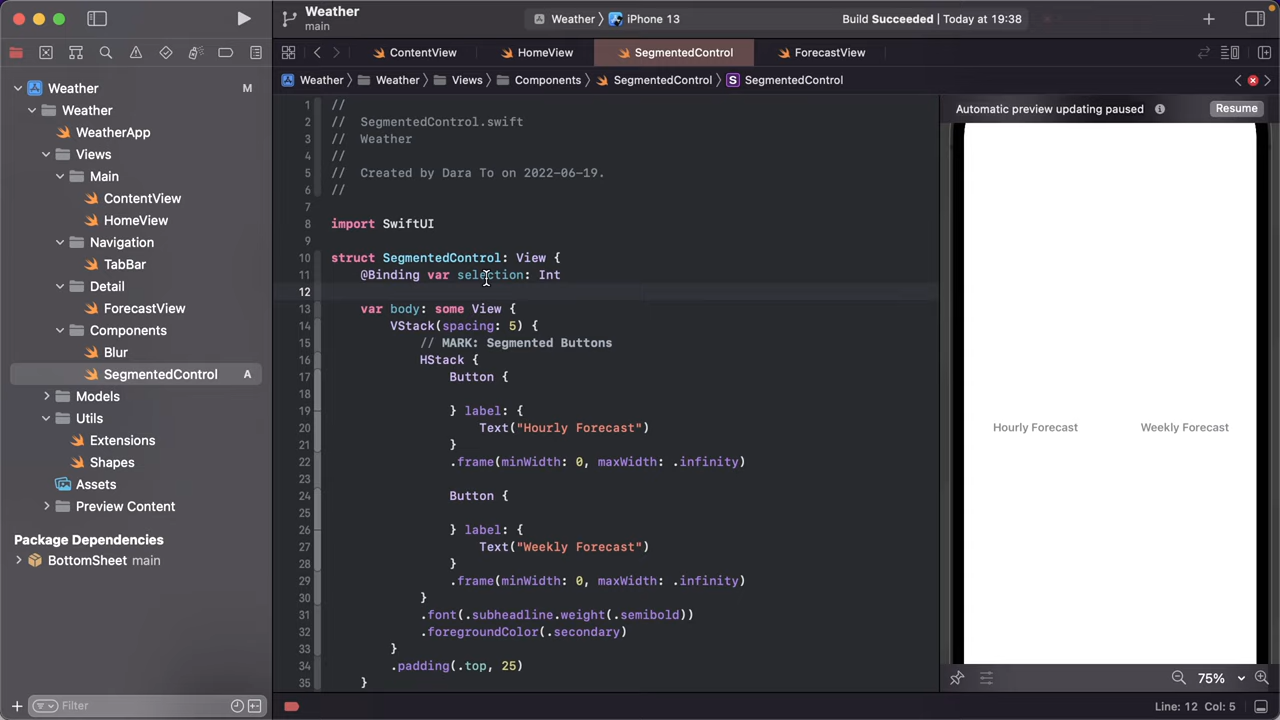 Weather
main
Weather
iPhone 13
Build Succeeded | Today at 19:38
ContentView
HomeView
SegmentedControl
ForecastView
Weather
Weather
Views
Components
SegmentedControl
S SegmentedControl
Weather M
Weather
WeatherApp
Views
Main
ContentView
HomeView
Navigation
TabBar
Detail
ForecastView
Components
Blur
SegmentedControl A
Models
Utils
Extensions
Shapes
Assets
Preview Content
Package Dependencies
BottomSheet main
Filter
1 //
2 // SegmentedControl.swift
3 // Weather
4 //
5 // Created by Dara To on 2022-06-19.
6 //
7
8 import SwiftUI
9
10 struct SegmentedControl: View {
11 @Binding var selection: Int
12
13 var body: some View {
14 VStack(spacing: 5) {
15 // MARK: Segmented Buttons
16 HStack {
17 Button {
18
19 } label: {
20 Text("Hourly Forecast")
21 }
22 .frame(minWidth: 0, maxWidth: .infinity)
23
24 Button {
25
26 } label: {
27 Text("Weekly Forecast")
28 }
29 .frame(minWidth: 0, maxWidth: .infinity)
30 }
31 .font(.subheadline.weight(.semibold))
32 .foregroundColor(.secondary)
33 }
34 .padding(.top, 25)
35 }
Automatic preview updating paused
Resume
Hourly Forecast
Weekly Forecast
75%
Line: 12 Col: 5